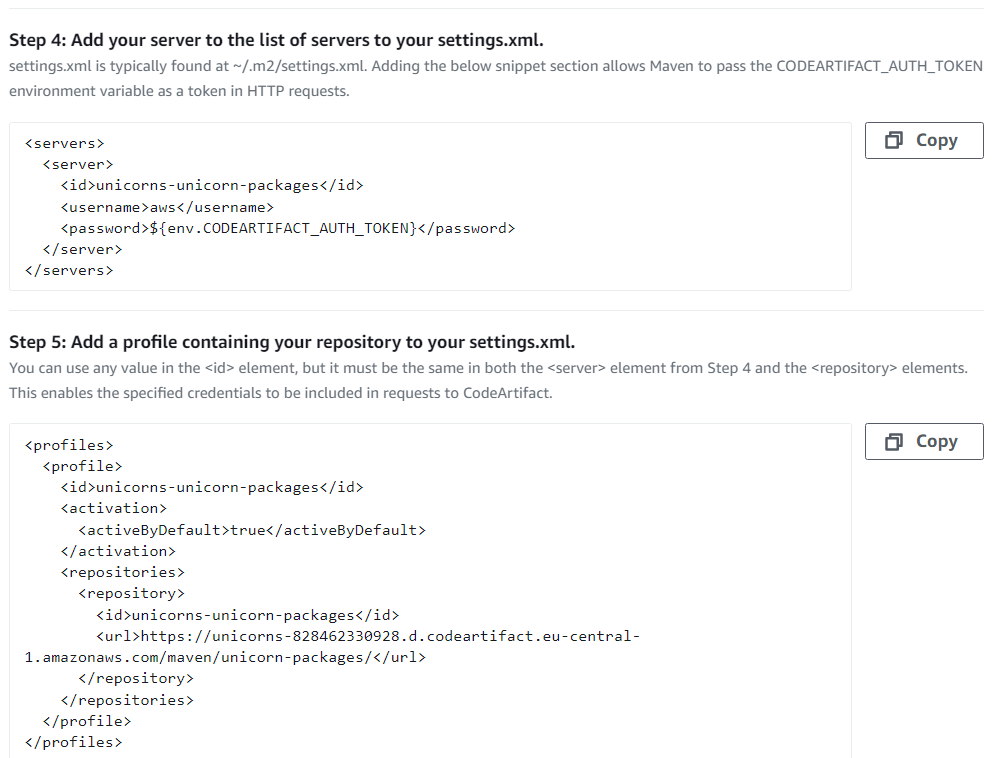 Step 4: Add your server to the list of servers to your settings.xml.
settings.xml is typically found at ~/.m2/settings.xml. Adding the below snippet section allows Maven to pass the CODEARTIFACT_AUTH_TOKEN
environment variable as a token in HTTP requests.
<servers>
  <server>
    <id>unicorns-unicorn-packages</id>
    <username>aws</username>
    <password>${env.CODEARTIFACT_AUTH_TOKEN}</password>
  </server>
</servers>
Copy
Step 5: Add a profile containing your repository to your settings.xml.
You can use any value in the <id> element, but it must be the same in both the <server> element from Step 4 and the <repository> elements.
This enables the specified credentials to be included in requests to CodeArtifact.
<profiles>
  <profile>
    <id>unicorns-unicorn-packages</id>
    <activation>
      <activeByDefault>true</activeByDefault>
    </activation>
    <repositories>
      <repository>
        <id>unicorns-unicorn-packages</id>
        <url>https://unicorns-828462330928.d.codeartifact.eu-central-
1.amazonaws.com/maven/unicorn-packages/</url>
      </repository>
    </repositories>
  </profile>
</profiles>
Copy